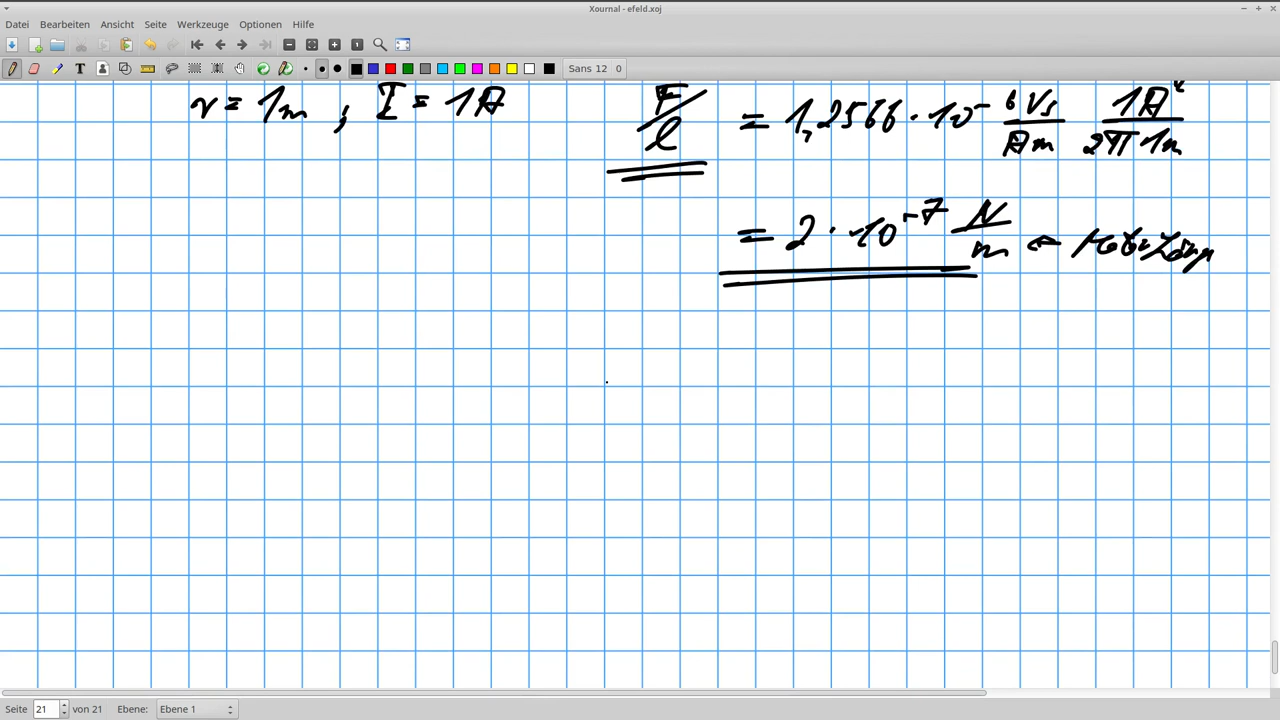 Xournal - efeld.xoj
Datei Bearbeiten Ansicht Seite Werkzeuge Optionen Hilfe
Sans 12 0
r = 1m ; I = 1A
F/l = 1,2566 · 10⁻⁶ Vs/Am 1A²/2π 1m
= 2 · 10⁻⁷ N/m ←
Seite 21 von 21 Ebene: Ebene 1